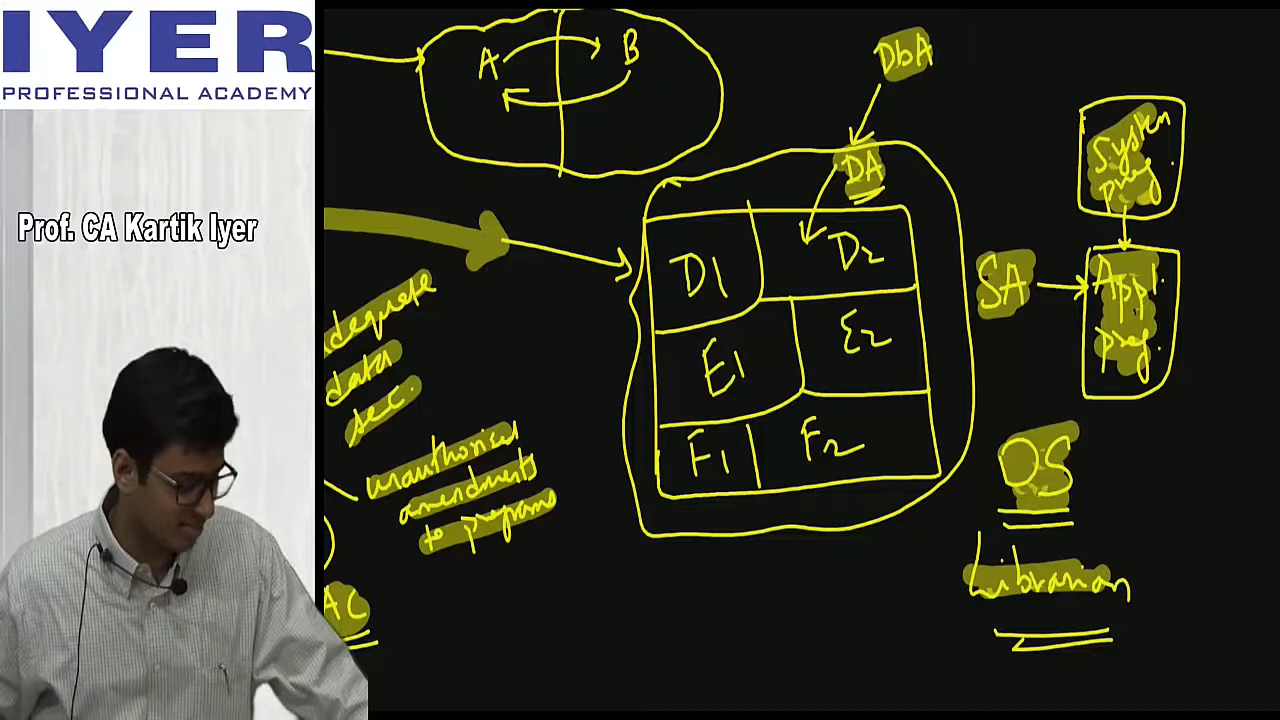 IYER
PROFESSIONAL ACADEMY
Prof. CA Kartik Iyer
A
B
DbA
DA
D1
D2
E1
E2
F1
F2
System
prog.
SA
Appl.
prog.
adequate
data
sec.
unauthorised
amendments
to programs
AC
OS
Librarian